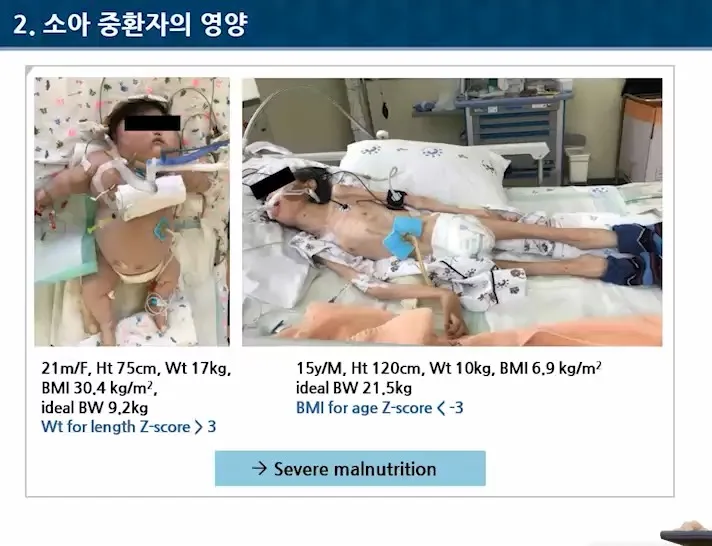 2. 소아 중환자의 영양
21m/F, Ht 75cm, Wt 17kg,
BMI 30.4 kg/m²,
ideal BW 9.2kg
Wt for length Z-score > 3
15y/M, Ht 120cm, Wt 10kg, BMI 6.9 kg/m²
ideal BW 21.5kg
BMI for age Z-score < -3
→ Severe malnutrition